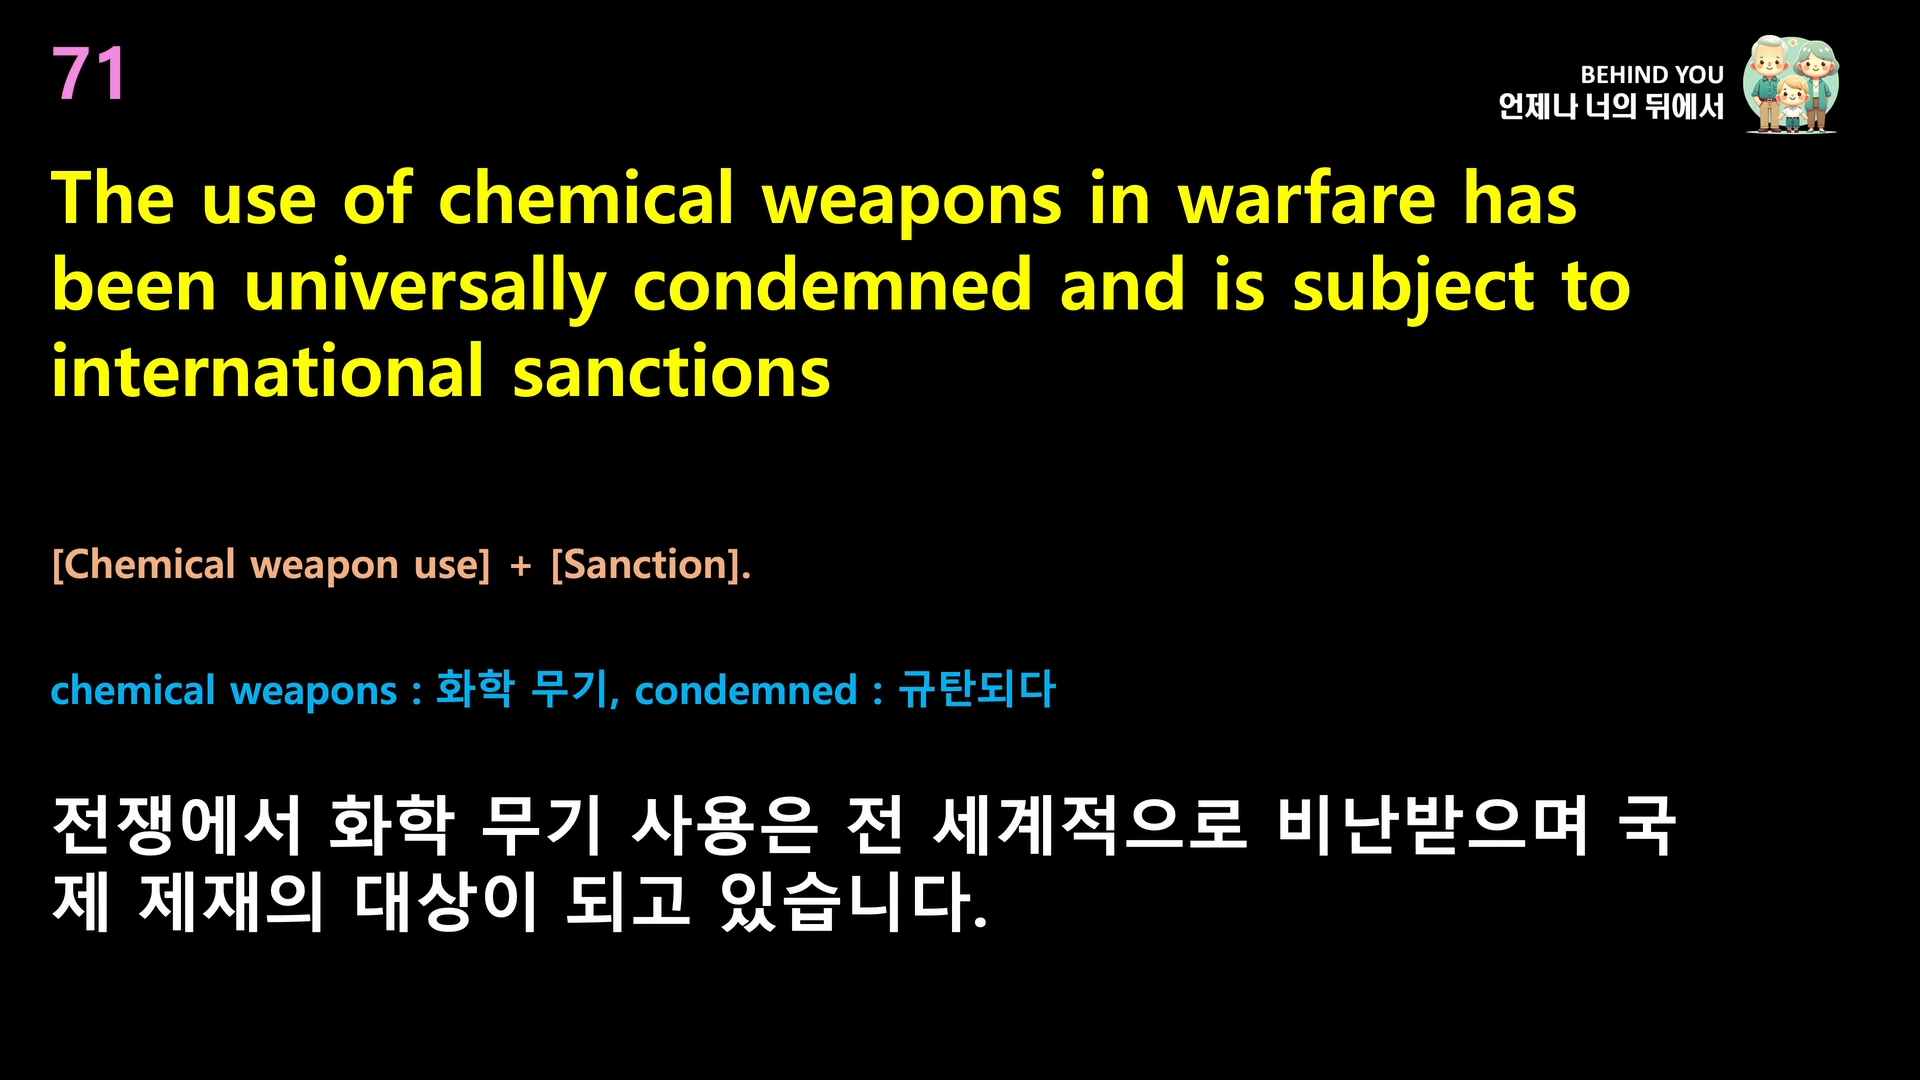 71
BEHIND YOU
언제나 너의 뒤에서
The use of chemical weapons in warfare has
been universally condemned and is subject to
international sanctions
[Chemical weapon use] + [Sanction].
chemical weapons : 화학 무기, condemned : 규탄되다
전쟁에서 화학 무기 사용은 전 세계적으로 비난받으며 국
제 제재의 대상이 되고 있습니다.